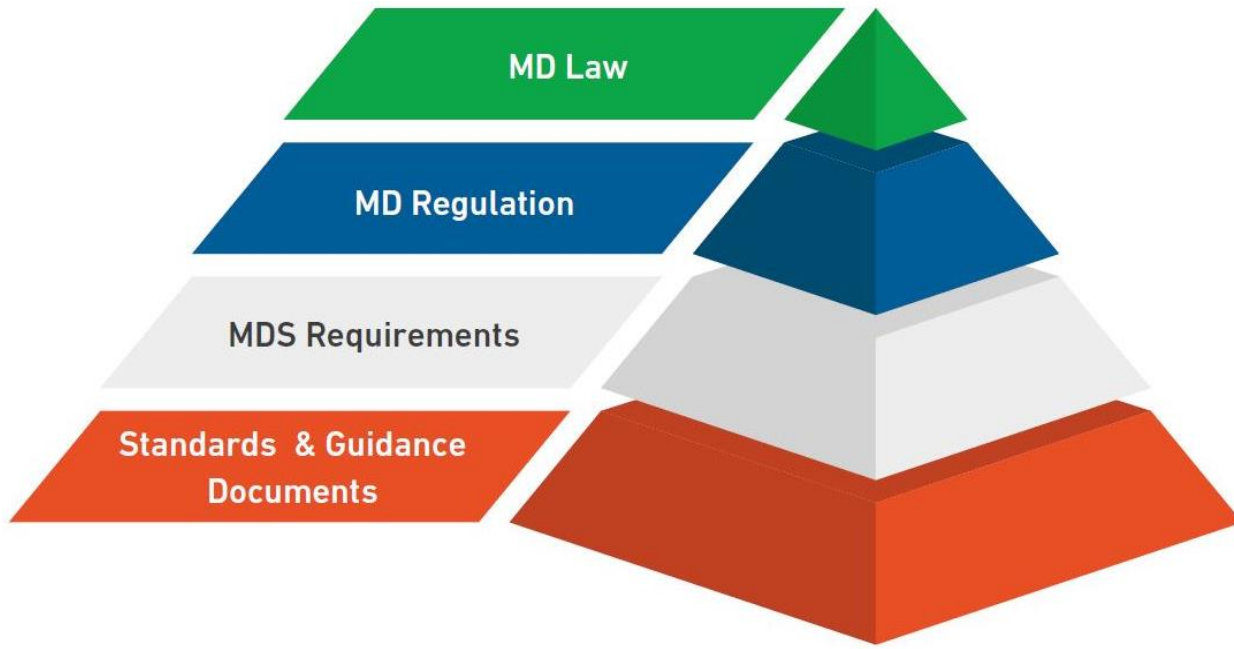 MD Law
MD Regulation
MDS Requirements
Standards & Guidance
Documents